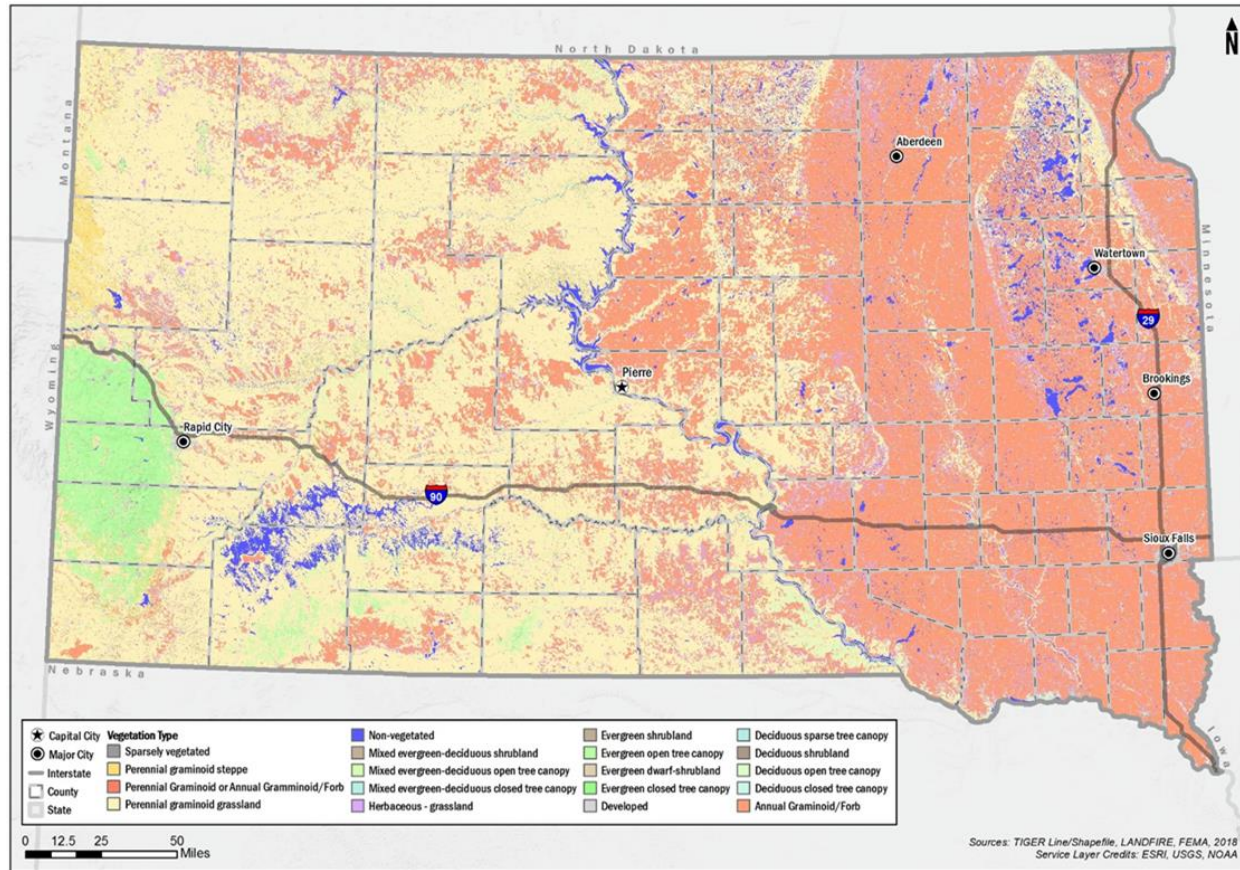 N
North Dakota
Montana
Aberdeen
Minnesota
Watertown
29
Wyoming
Pierre
Brookings
Rapid City
90
Sioux Falls
Nebraska
Iowa
Capital City
Major City
Interstate
County
State
Vegetation Type
Sparsely vegetated
Perennial graminoid steppe
Perennial Graminoid or Annual Gramminoid/Forb
Perennial graminoid grassland
Non-vegetated
Mixed evergreen-deciduous shrubland
Mixed evergreen-deciduous open tree canopy
Mixed evergreen-deciduous closed tree canopy
Herbaceous - grassland
Evergreen shrubland
Evergreen open tree canopy
Evergreen dwarf-shrubland
Evergreen closed tree canopy
Developed
Deciduous sparse tree canopy
Deciduous shrubland
Deciduous open tree canopy
Deciduous closed tree canopy
Annual Graminoid/Forb
0 12.5 25 50
Miles
Sources: TIGER Line/Shapefile, LANDFIRE, FEMA, 2018
Service Layer Credits: ESRI, USGS, NOAA